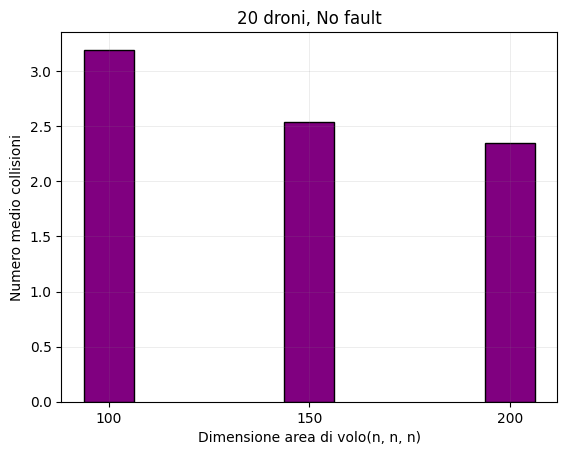 20 droni, No fault
Numero medio collisioni
3.0
2.5
2.0
1.5
1.0
0.5
0.0
100 150 200
Dimensione area di volo(n, n, n)